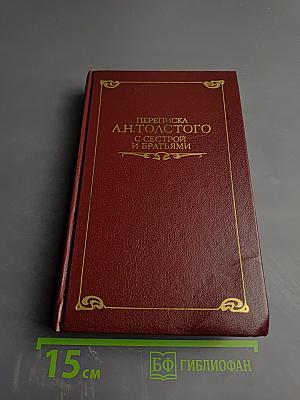 ПЕРЕПИСКА
Л.Н.ТОЛСТОГО
С СЕСТРОЙ
И БРАТЬЯМИ
15 см
БФ ГИБЛИОФАН